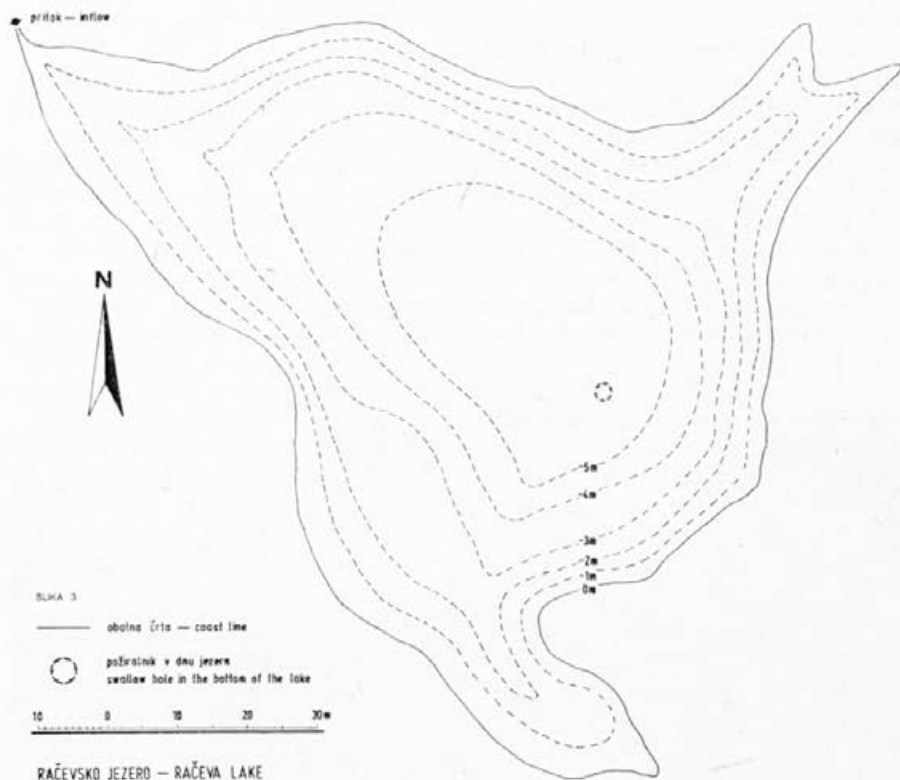 pritok — inflow
N
-5m
-4m
-3m
-2m
-1m
0m
SLIKA 3
obalna črta — coast line
požiralnik v dnu jezera
swallow hole in the bottom of the lake
10 0 10 20 30m
RAČEVSKO JEZERO — RAČEVA LAKE